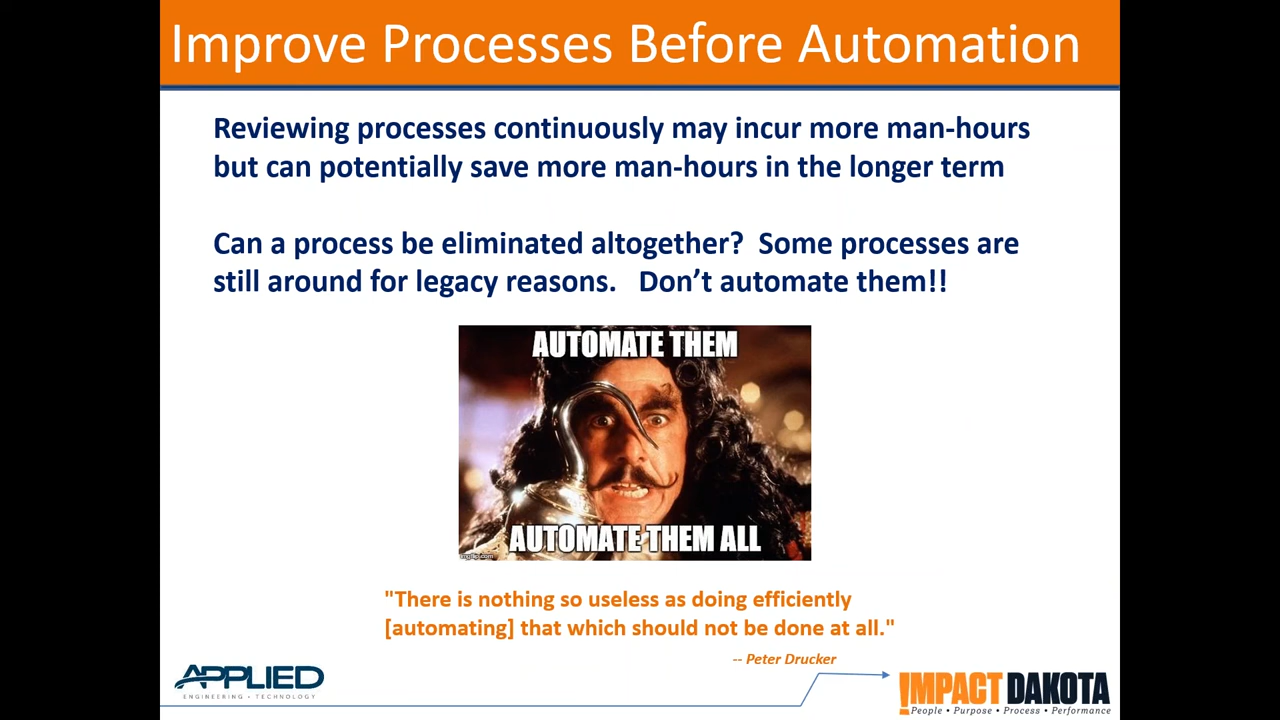 Improve Processes Before Automation
Reviewing processes continuously may incur more man-hours
but can potentially save more man-hours in the longer term
Can a process be eliminated altogether?  Some processes are
still around for legacy reasons.   Don’t automate them!!
AUTOMATE THEM
AUTOMATE THEM ALL
imgflip.com
"There is nothing so useless as doing efficiently
[automating] that which should not be done at all."
-- Peter Drucker
APPLIED
ENGINEERING • TECHNOLOGY
IMPACT DAKOTA
People • Purpose • Process • Performance